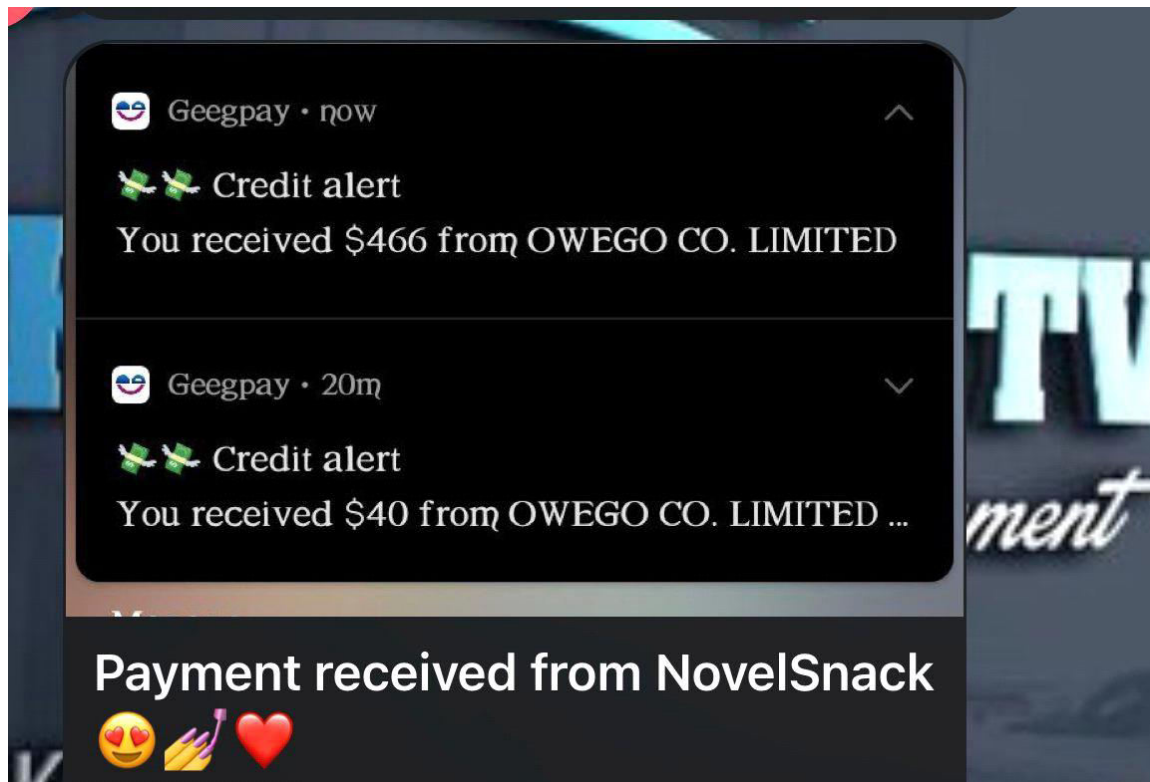 Geegpay • now
💸💸 Credit alert
You received $466 from OWEGO CO. LIMITED
Geegpay • 20m
💸💸 Credit alert
You received $40 from OWEGO CO. LIMITED ...
ment
Payment received from NovelSnack
😍💅❤️